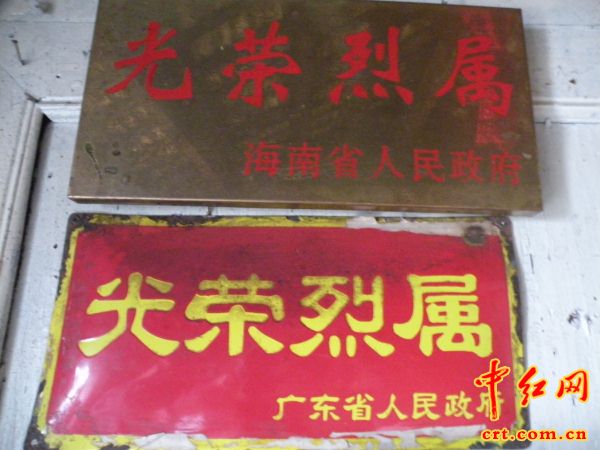 光荣烈属
海南省人民政府
光荣烈属
广东省人民政府
中红网
crt.com.cn